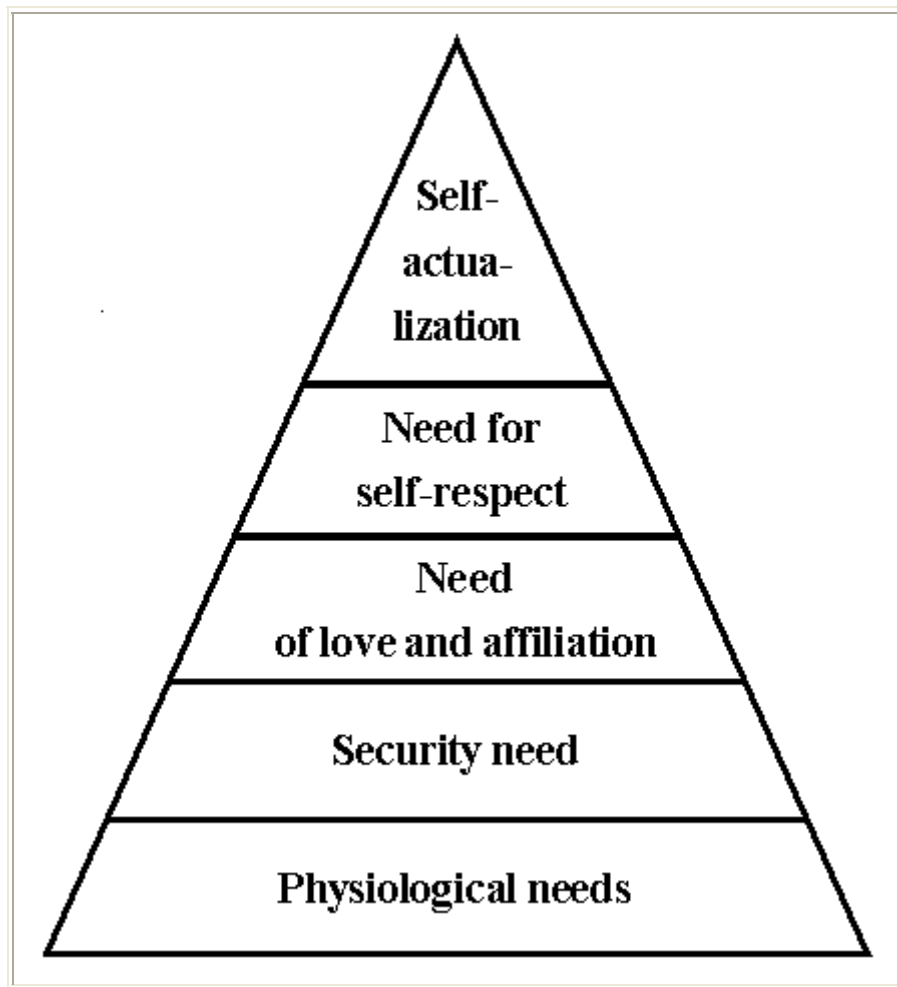 Self-
actua-
lization
Need for
self-respect
Need
of love and affiliation
Security need
Physiological needs